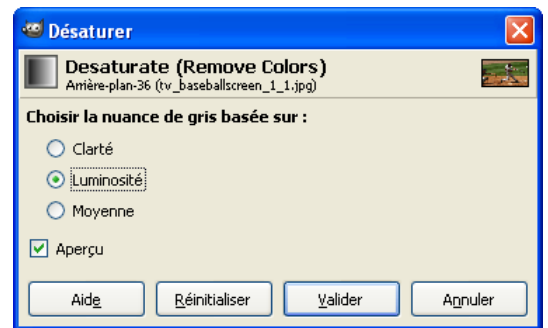 Désaturer
Desaturate (Remove Colors)
Arrière-plan-36 (tv_baseballscreen_1_1.jpg)
Choisir la nuance de gris basée sur :
Clarté
Luminosité
Moyenne
Aperçu
Aide
Réinitialiser
Valider
Annuler